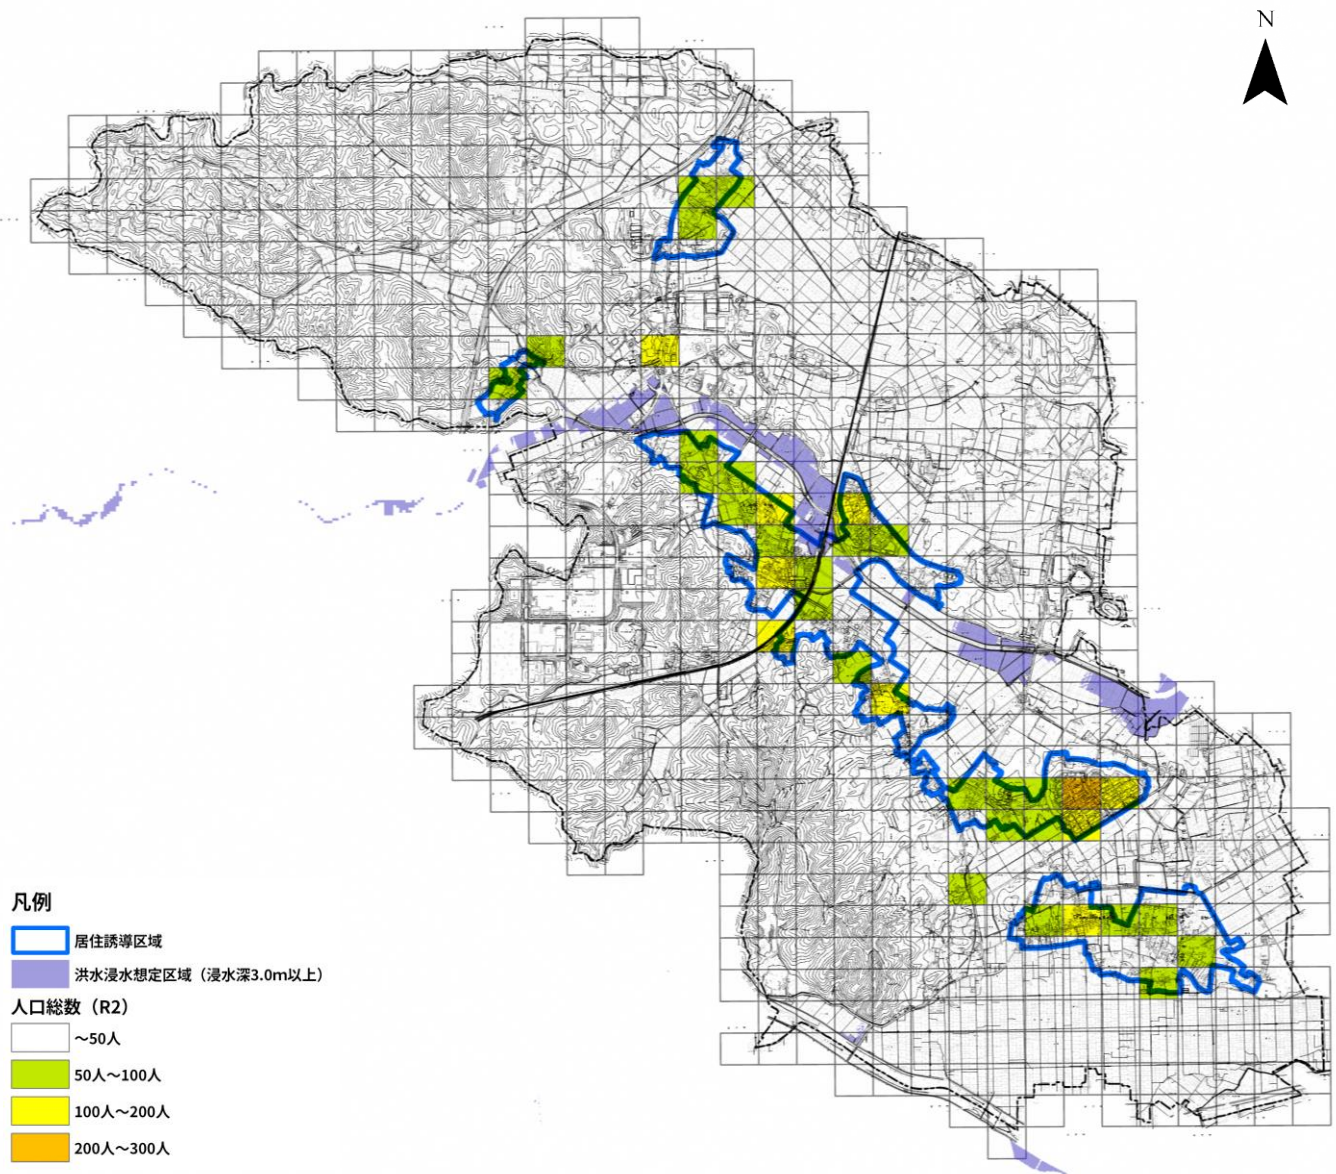 N
凡例
居住誘導区域
洪水浸水想定区域（浸水深3.0m以上）
人口総数（R2）
～50人
50人～100人
100人～200人
200人～300人